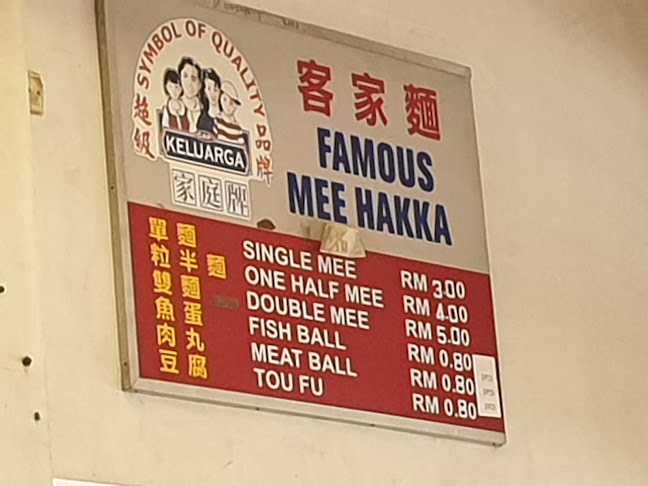 SYMBOL OF QUALITY
超級
品牌
KELUARGA
家庭牌
客家麵
FAMOUS
MEE HAKKA
單麵 SINGLE MEE RM 3.00
粒半麵 ONE HALF MEE RM 4.00
雙麵 DOUBLE MEE RM 5.00
魚蛋 FISH BALL RM 0.80
肉丸 MEAT BALL RM 0.80
豆腐 TOU FU RM 0.80